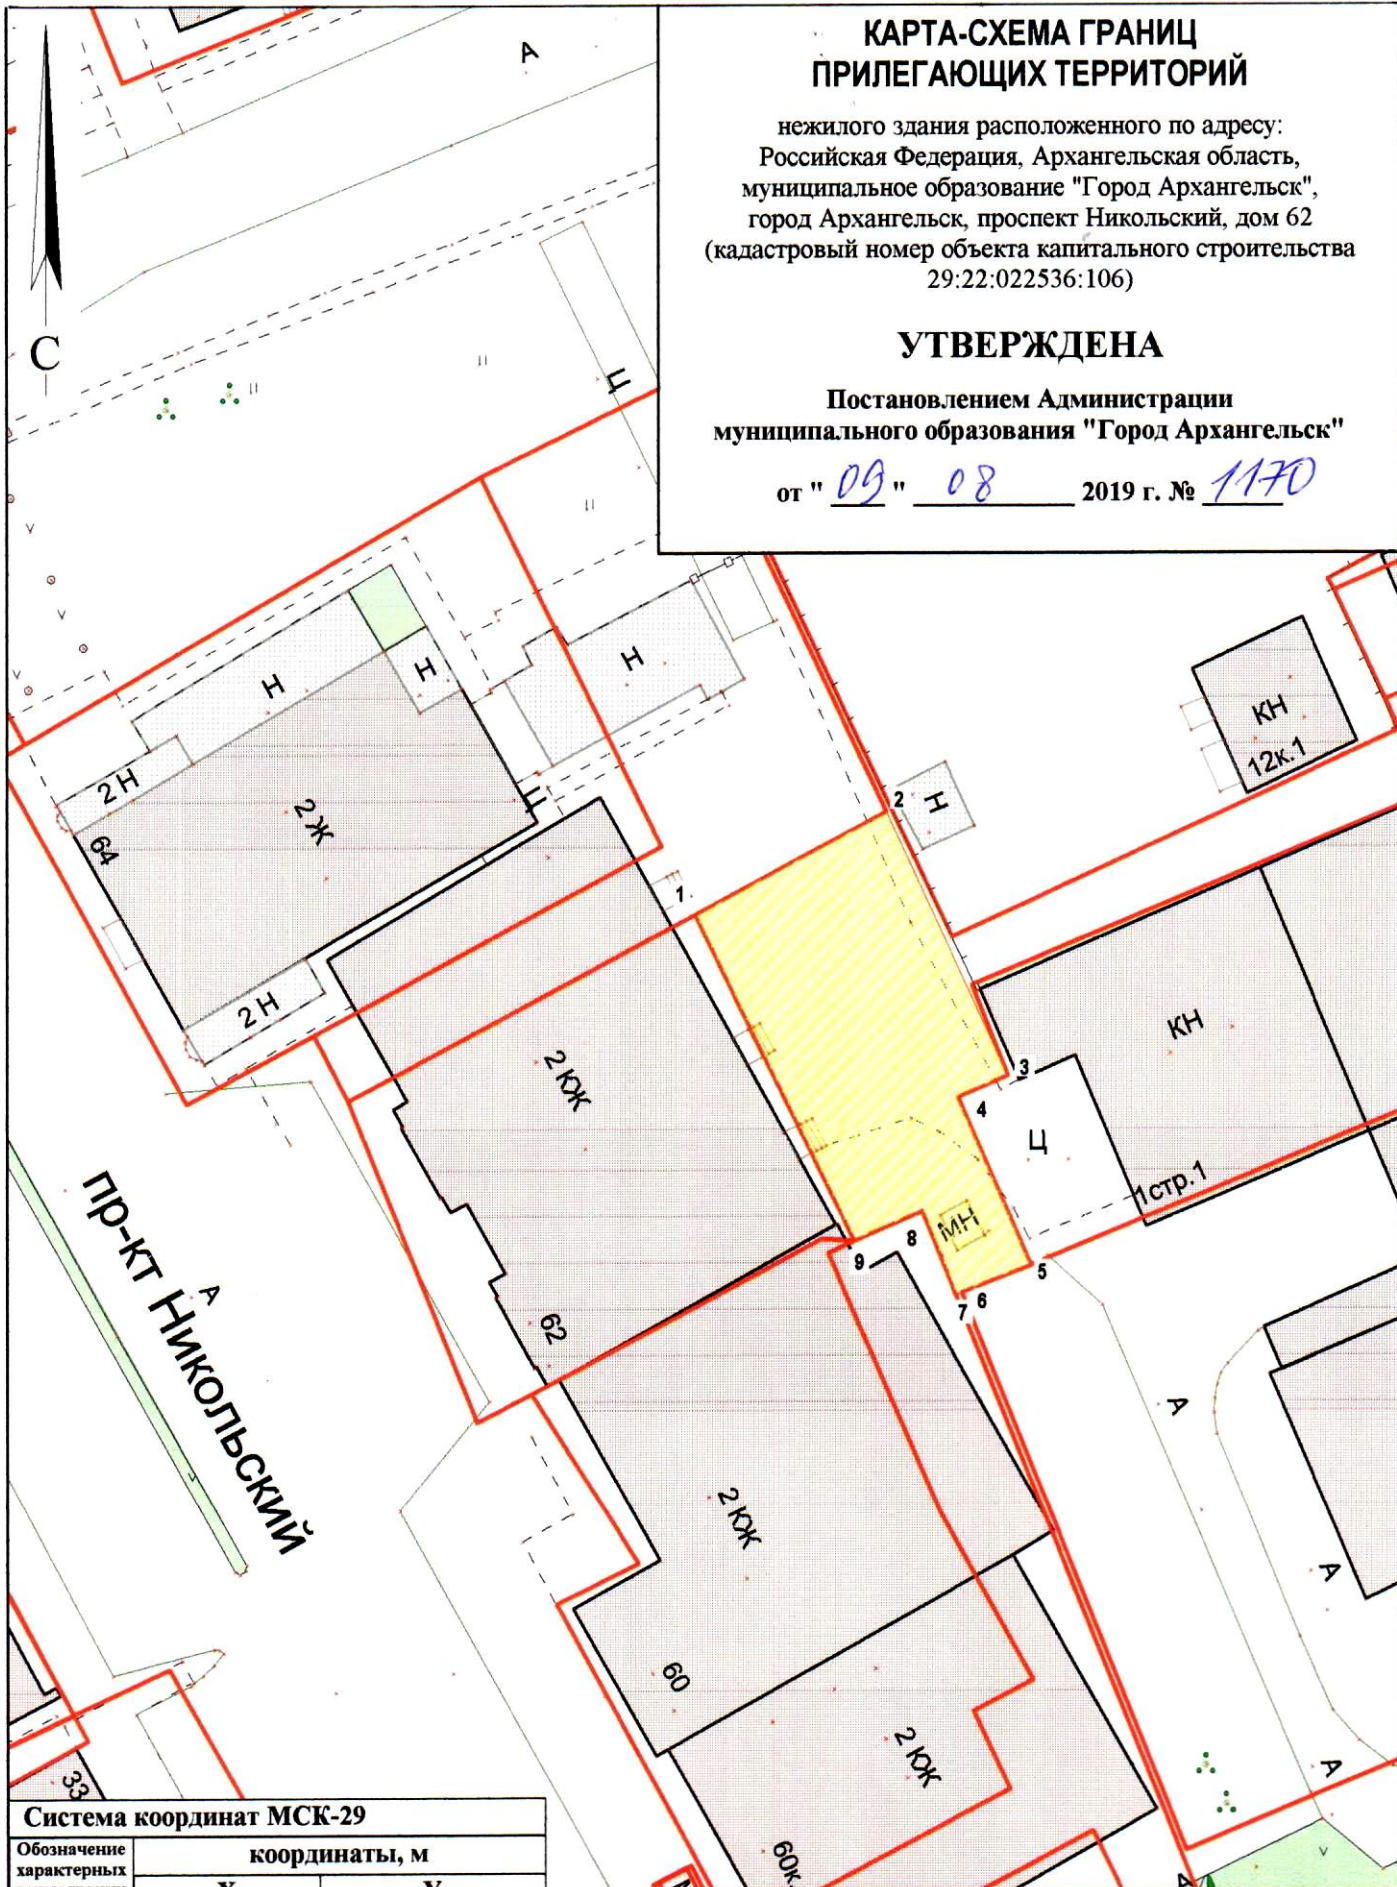 КАРТА-СХЕМА ГРАНИЦ
ПРИЛЕГАЮЩИХ ТЕРРИТОРИЙ
нежилого здания расположенного по адресу:
Российская Федерация, Архангельская область,
муниципальное образование "Город Архангельск",
город Архангельск, проспект Никольский, дом 62
(кадастровый номер объекта капитального строительства
29:22:022536:106)
УТВЕРЖДЕНА
Постановлением Администрации
муниципального образования "Город Архангельск"
от "09" 08 2019 г. № 1170
А
С
Ц
Н
Н
Н
2 Н
2 Ж
64
Ц
2 Н
КН
12к.1
2
Н
1
КН
2 КЖ
3
4
Ц
1стр.1
МН
8
9
5
6
7
62
пр-кт Никольский
А
А
2 КЖ
А
60
2 КЖ
А
33
60к.
Система координат МСК-29
Обозначение
характерных
координаты, м
X
Y